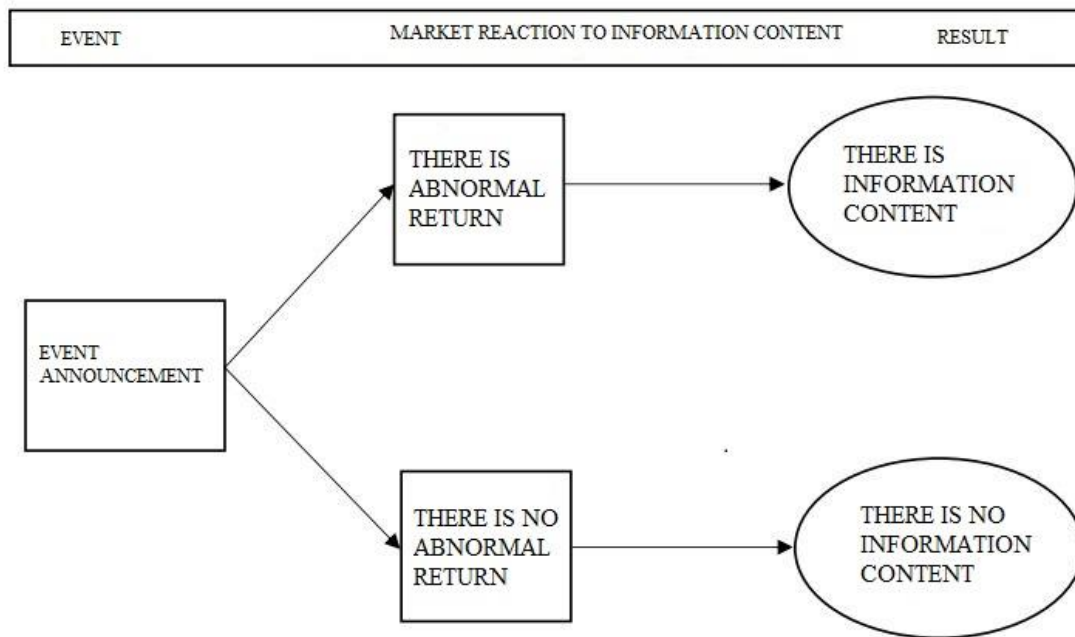 EVENT MARKET REACTION TO INFORMATION CONTENT RESULT
THERE IS
ABNORMAL
RETURN
THERE IS
INFORMATION
CONTENT
EVENT
ANNOUNCEMENT
THERE IS NO
ABNORMAL
RETURN
THERE IS NO
INFORMATION
CONTENT